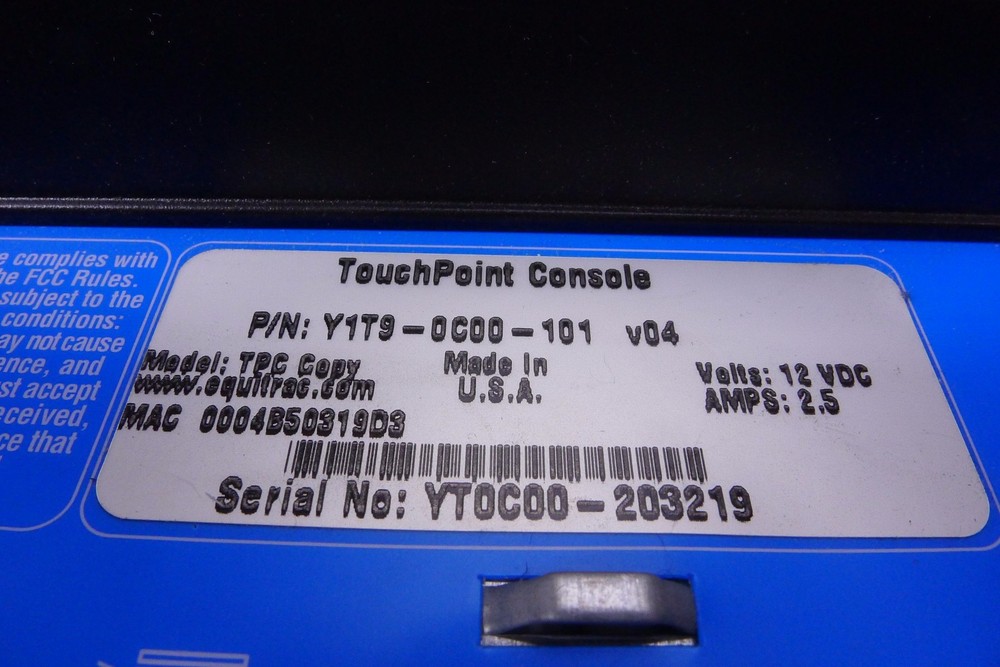 e complies with
he FCC Rules.
subject to the
conditions:
ay not cause
ence, and
st accept
eceived,
ce that
TouchPoint Console
P/N: Y1T9-0C00-101 v04
Model: TPC Copy
www.equitrac.com
MAC 0004B50319D3
Made In
U.S.A.
Volts: 12 VDC
AMPS: 2.5
Serial No: YT0C00-203219